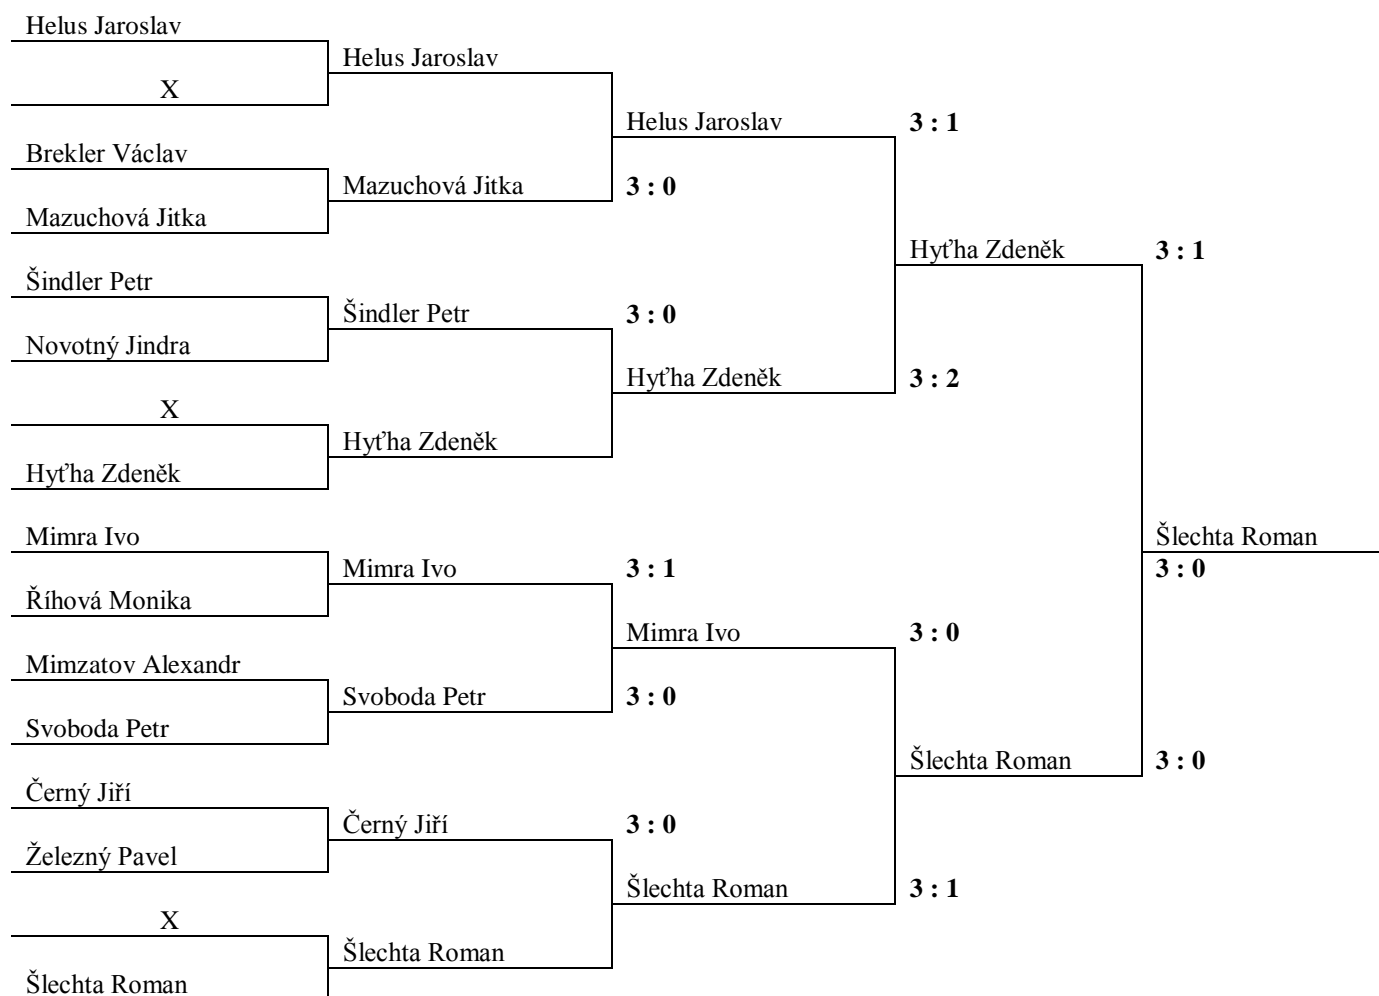 Helus Jaroslav
Helus Jaroslav
X
Helus Jaroslav 3 : 1
Brekler Václav
Mazuchová Jitka 3 : 0
Mazuchová Jitka
Hyťha Zdeněk 3 : 1
Šindler Petr
Šindler Petr 3 : 0
Novotný Jindra
Hyťha Zdeněk 3 : 2
X
Hyťha Zdeněk
Hyťha Zdeněk
Mimra Ivo Šlechta Roman
Mimra Ivo 3 : 1 3 : 0
Říhová Monika
Mimra Ivo 3 : 0
Mimzatov Alexandr
Svoboda Petr 3 : 0
Svoboda Petr
Šlechta Roman 3 : 0
Černý Jiří
Černý Jiří 3 : 0
Železný Pavel
Šlechta Roman 3 : 1
X
Šlechta Roman
Šlechta Roman